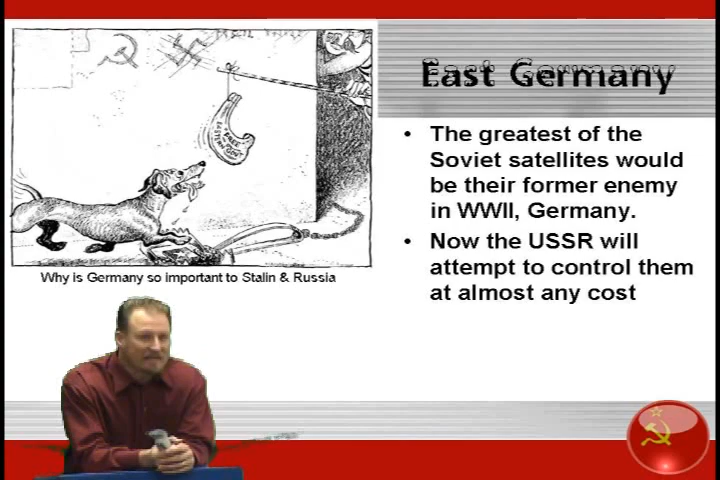 East Germany
• The greatest of the
Soviet satellites would
be their former enemy
in WWII, Germany.
• Now the USSR will
attempt to control them
at almost any cost
Why is Germany so important to Stalin & Russia